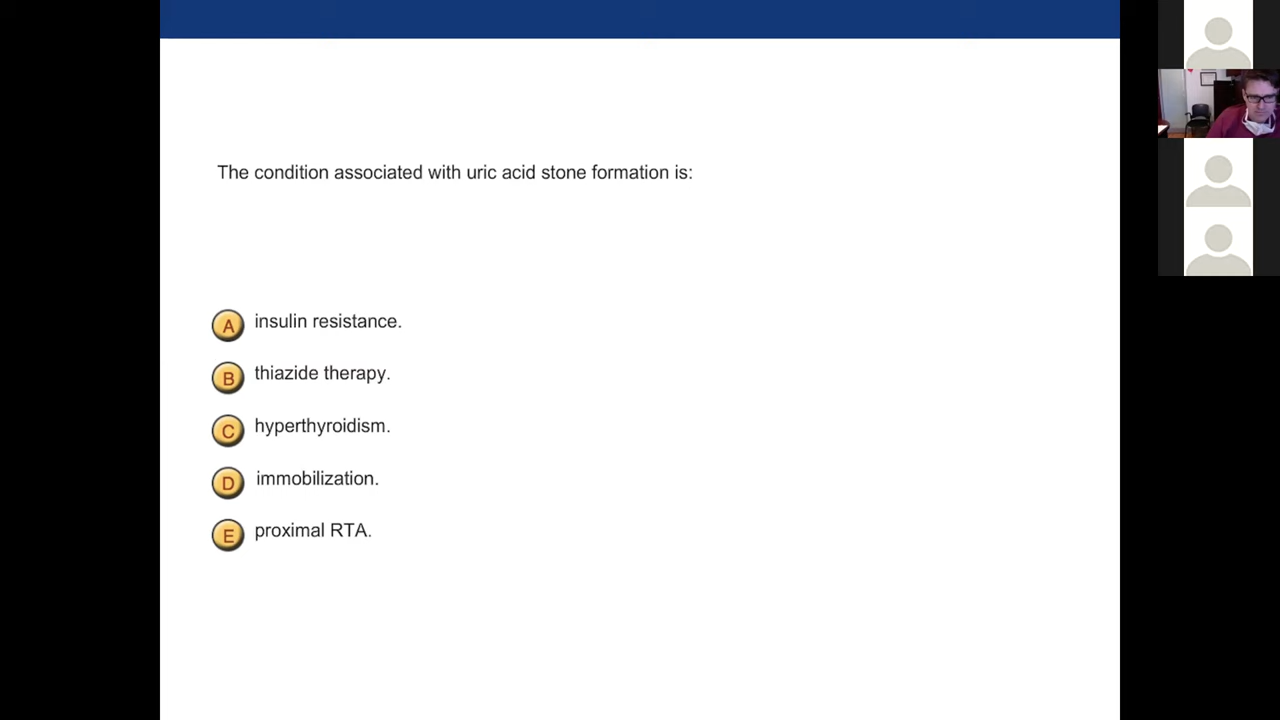 The condition associated with uric acid stone formation is:
A insulin resistance.
B thiazide therapy.
C hyperthyroidism.
D immobilization.
E proximal RTA.